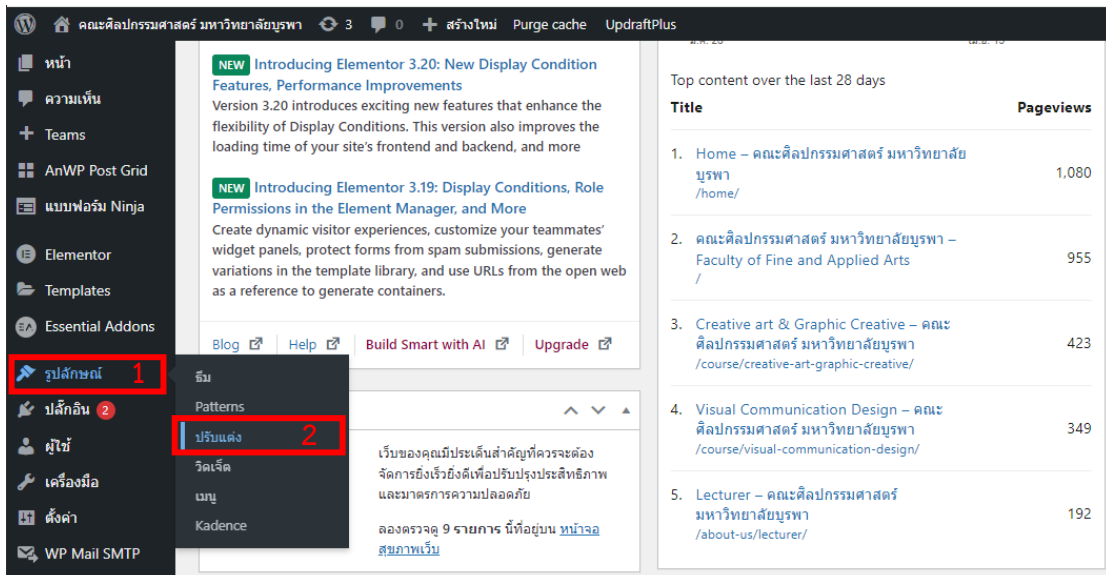 คณะศิลปกรรมศาสตร์ มหาวิทยาลัยบูรพา 3 0 + สร้างใหม่ Purge cache UpdraftPlus
หน้า
ความเห็น
Teams
AnWP Post Grid
แบบฟอร์ม Ninja
Elementor
Templates
Essential Addons
รูปลักษณ์ 1
ปลั๊กอิน 2
ผู้ใช้
เครื่องมือ
ตั้งค่า
WP Mail SMTP
ธีม
Patterns
ปรับแต่ง 2
วิดเจ็ต
เมนู
Kadence
NEW Introducing Elementor 3.20: New Display Condition
Features, Performance Improvements
Version 3.20 introduces exciting new features that enhance the
flexibility of Display Conditions. This version also improves the
loading time of your site's frontend and backend, and more
NEW Introducing Elementor 3.19: Display Conditions, Role
Permissions in the Element Manager, and More
Create dynamic visitor experiences, customize your teammates'
widget panels, protect forms from spam submissions, generate
variations in the template library, and use URLs from the open web
as a reference to generate containers.
Blog Help Build Smart with AI Upgrade
เว็บของคุณมีประเด็นสำคัญที่ควรจะต้อง
จัดการยิ่งเร็วยิ่งดีเพื่อปรับปรุงประสิทธิภาพ
และมาตรการความปลอดภัย
ลองตรวจดู 9 รายการ นี้ที่อยู่บน หน้าจอ
สุขภาพเว็บ
Top content over the last 28 days
Title Pageviews
1. Home – คณะศิลปกรรมศาสตร์ มหาวิทยาลัย
บูรพา 1,080
/home/
2. คณะศิลปกรรมศาสตร์ มหาวิทยาลัยบูรพา –
Faculty of Fine and Applied Arts 955
/
3. Creative art & Graphic Creative – คณะ
ศิลปกรรมศาสตร์ มหาวิทยาลัยบูรพา 423
/course/creative-art-graphic-creative/
4. Visual Communication Design – คณะ
ศิลปกรรมศาสตร์ มหาวิทยาลัยบูรพา 349
/course/visual-communication-design/
5. Lecturer – คณะศิลปกรรมศาสตร์
มหาวิทยาลัยบูรพา 192
/about-us/lecturer/